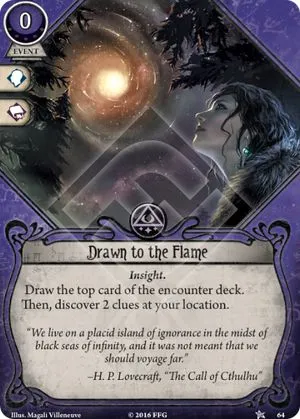 0
EVENT
Drawn to the Flame
Insight.
Draw the top card of the encounter deck.
Then, discover 2 clues at your location.
"We live on a placid island of ignorance in the midst of
black seas of infinity, and it was not meant that we
should voyage far."
–H. P. Lovecraft, "The Call of Cthulhu"
Illus. Magali Villeneuve
© 2016 FFG
64